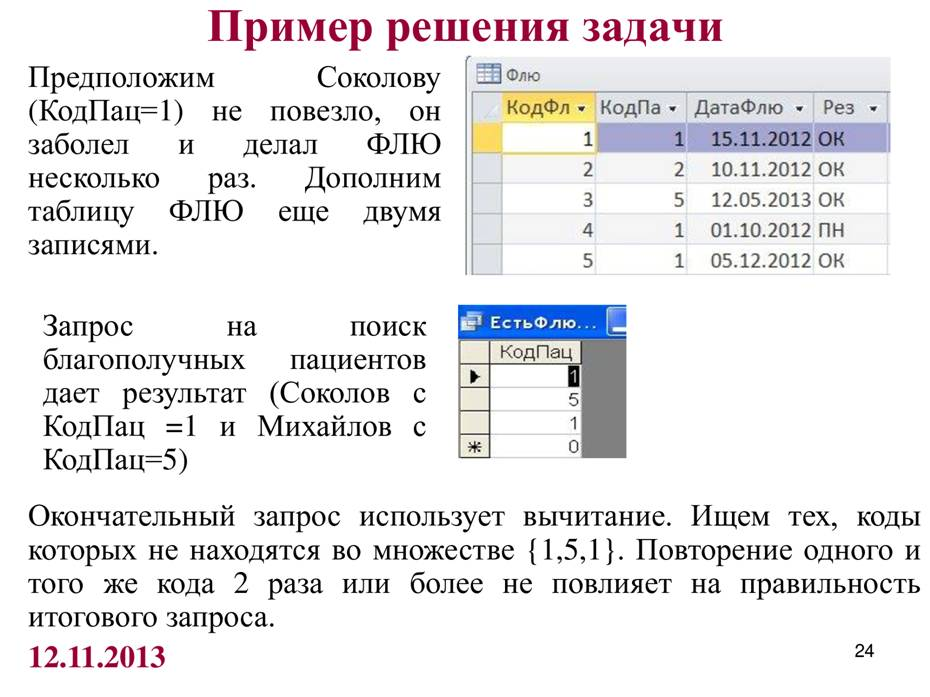 Пример решения задачи
Предположим Соколову
(КодПац=1) не повезло, он
заболел и делал ФЛЮ
несколько раз. Дополним
таблицу ФЛЮ еще двумя
записями.
Флю
КодФл КодПа ДатаФлю Рез
1 1 15.11.2012 ОК
2 2 10.11.2012 ОК
3 5 12.05.2013 ОК
4 1 01.10.2012 ПН
5 1 05.12.2012 ОК
Запрос на поиск
благополучных пациентов
дает результат (Соколов с
КодПац =1 и Михайлов с
КодПац=5)
ЕстьФлю...
КодПац
1
5
1
0
Окончательный запрос использует вычитание. Ищем тех, коды
которых не находятся во множестве {1,5,1}. Повторение одного и
того же кода 2 раза или более не повлияет на правильность
итогового запроса.
12.11.2013
24